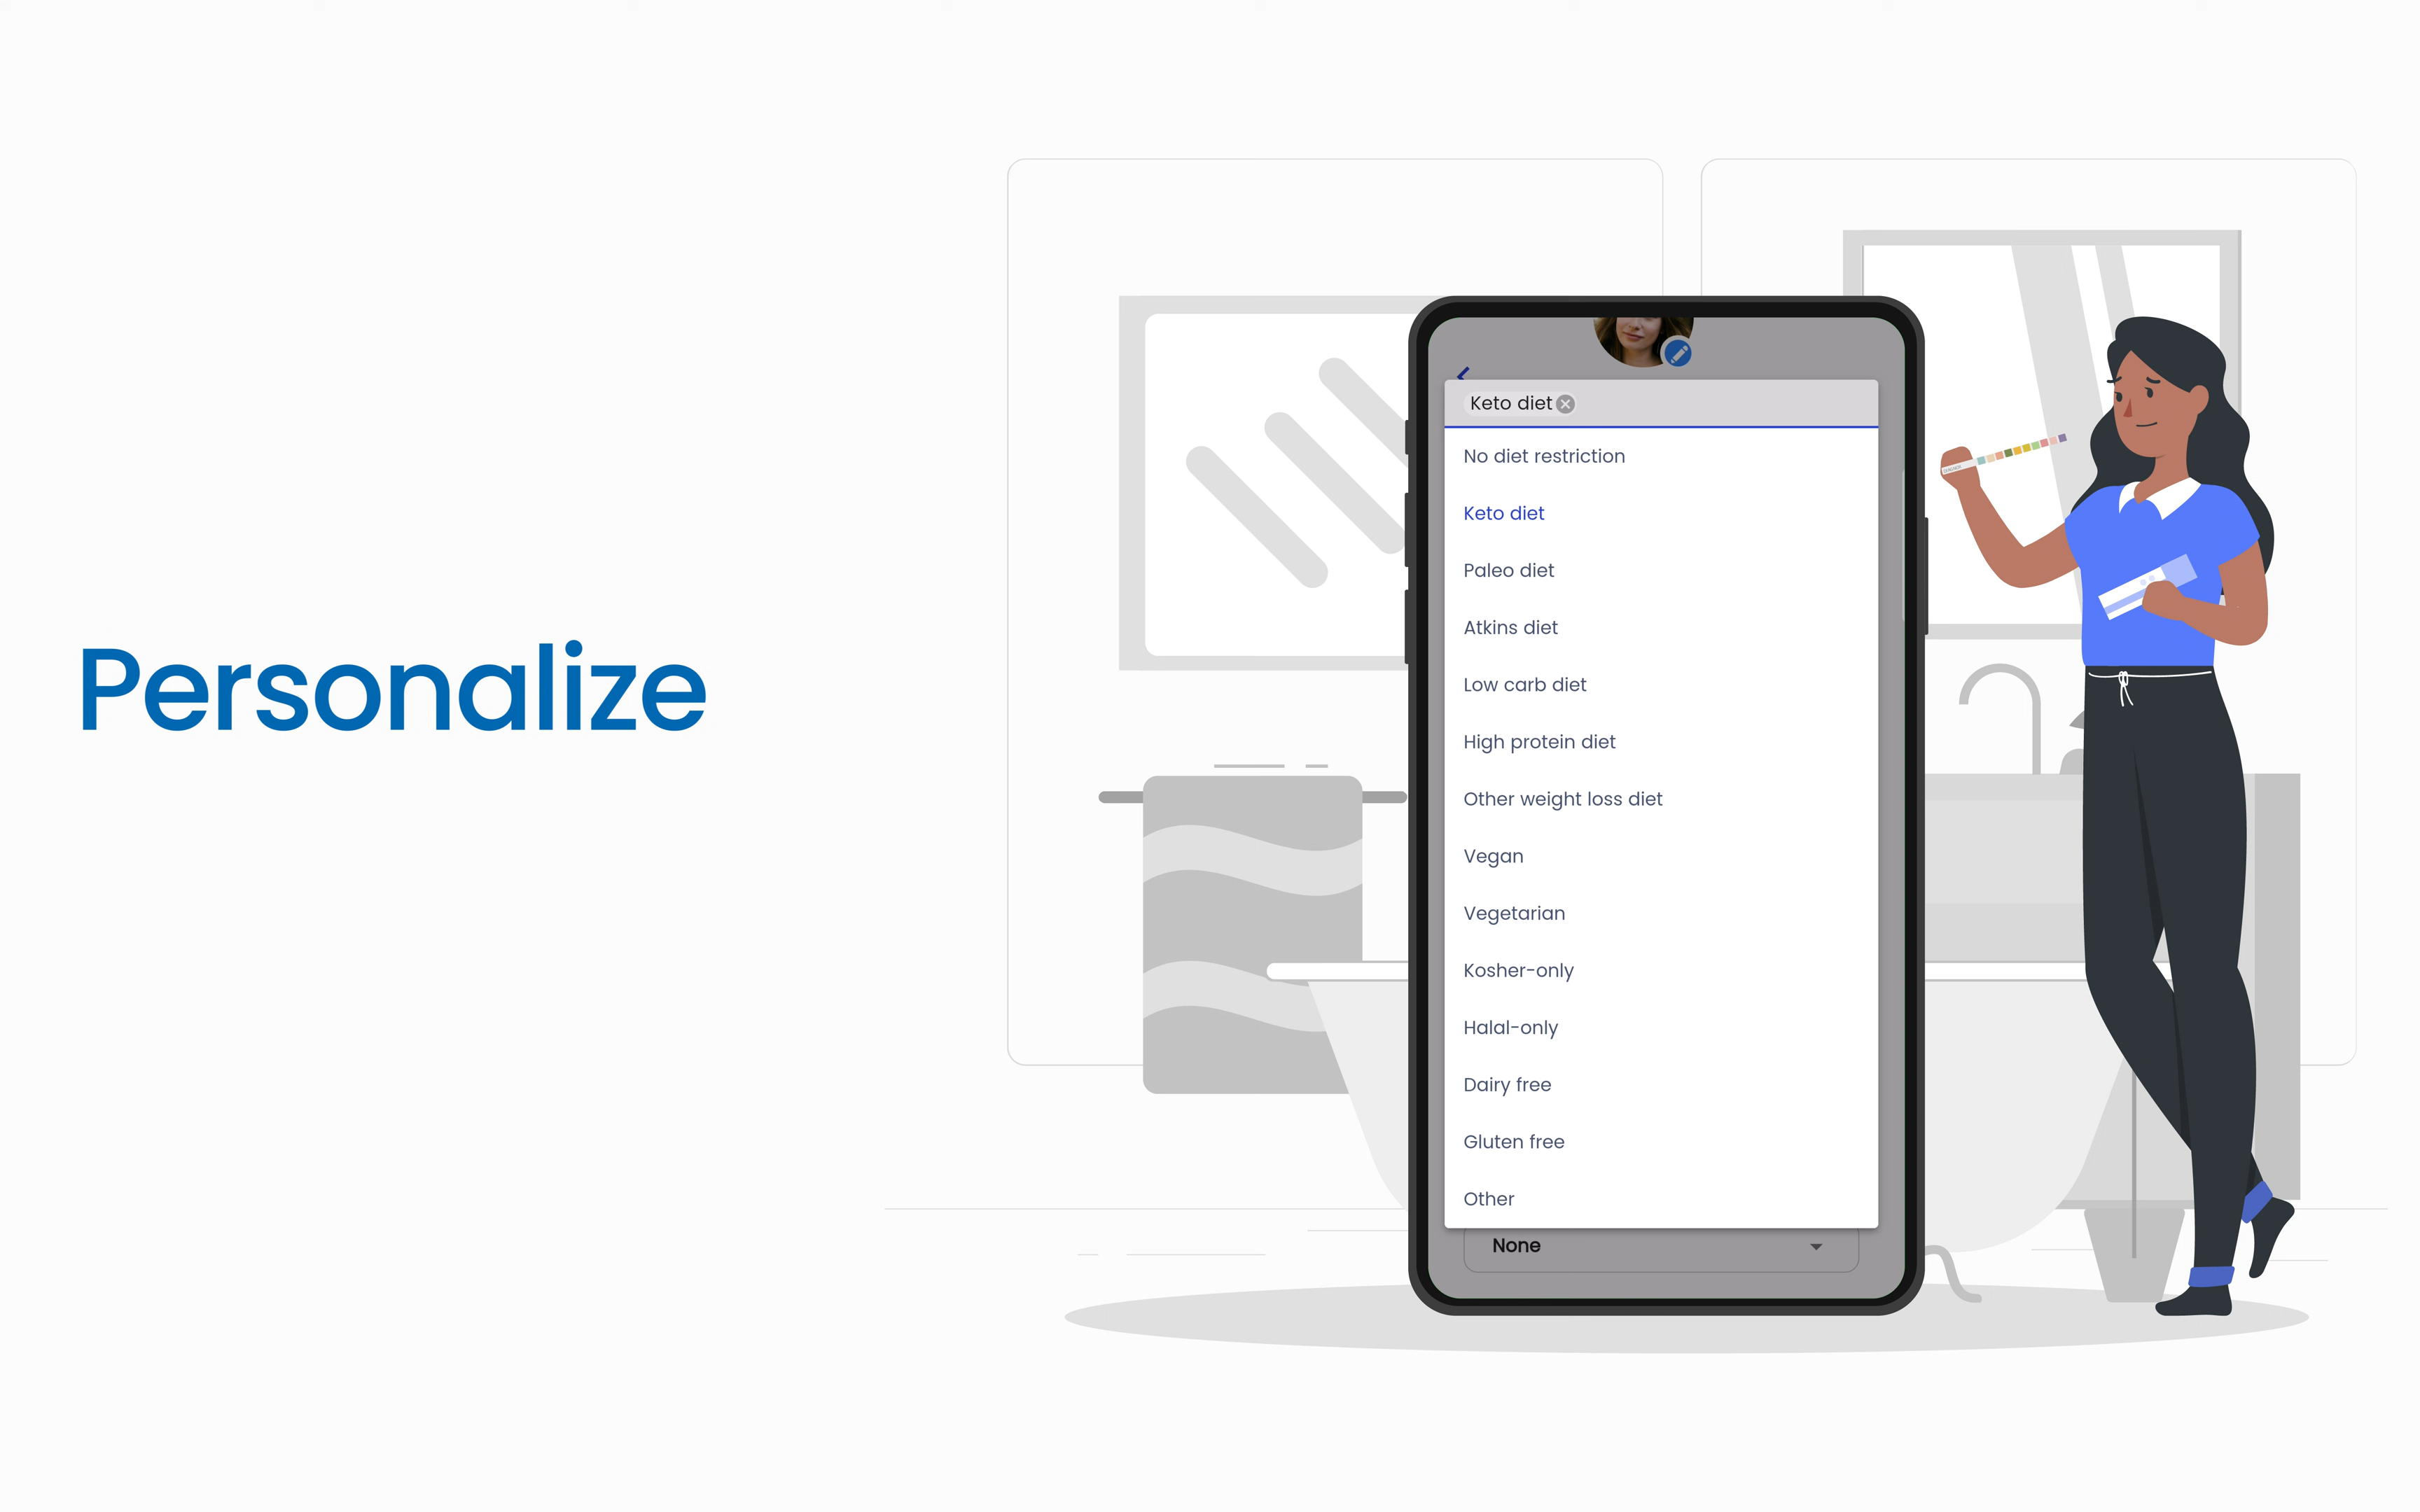 Personalize
Keto diet
No diet restriction
Keto diet
Paleo diet
Atkins diet
Low carb diet
High protein diet
Other weight loss diet
Vegan
Vegetarian
Kosher-only
Halal-only
Dairy free
Gluten free
Other
None